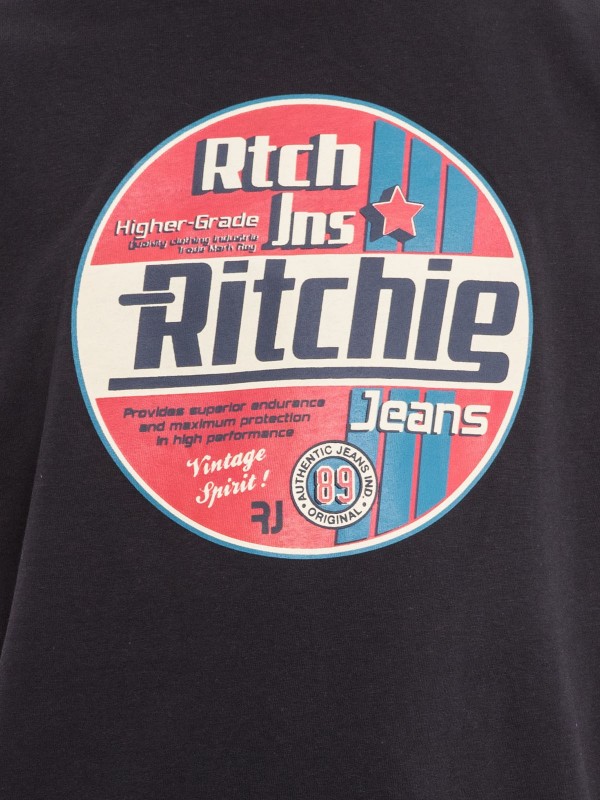 Rtch
Jns
Higher-Grade
Ritchie
Jeans
Provides superior endurance
and maximum protection
in high performance
Vintage
Spirit !
AUTHENTIC JEANS IND
89
ORIGINAL
RJ